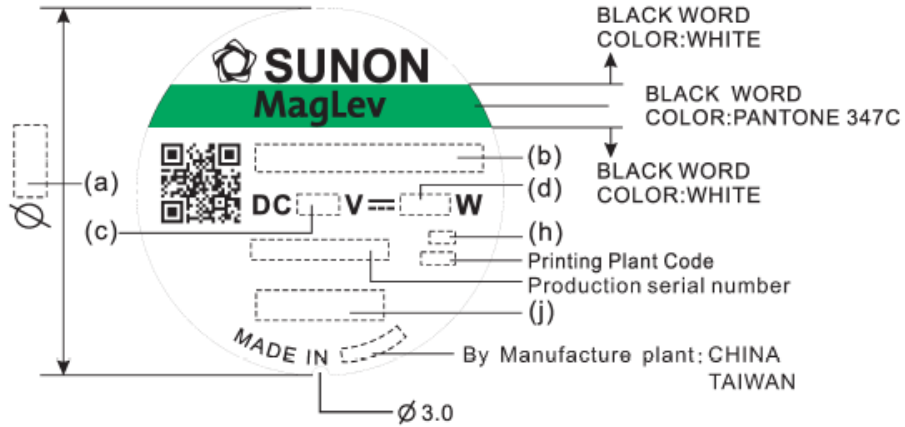 BLACK WORD
COLOR:WHITE
SUNON
MagLev
BLACK WORD
COLOR:PANTONE 347C
(b)
BLACK WORD
COLOR:WHITE
(a)
(d)
DC V W
Ø
(c)
(h)
Printing Plant Code
Production serial number
(j)
MADE IN
By Manufacture plant: CHINA
TAIWAN
Ø 3.0